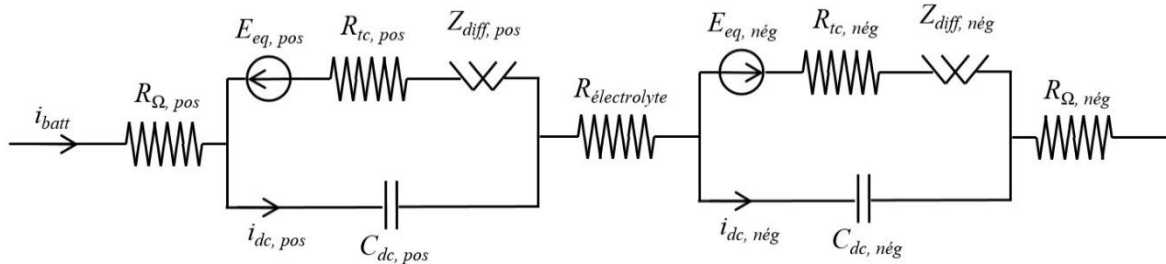 E_eq, pos
R_tc, pos
Z_diff, pos
E_eq, nég
R_tc, nég
Z_diff, nég
i_batt
R_Ω, pos
R_électrolyte
R_Ω, nég
i_dc, pos
C_dc, pos
i_dc, nég
C_dc, nég